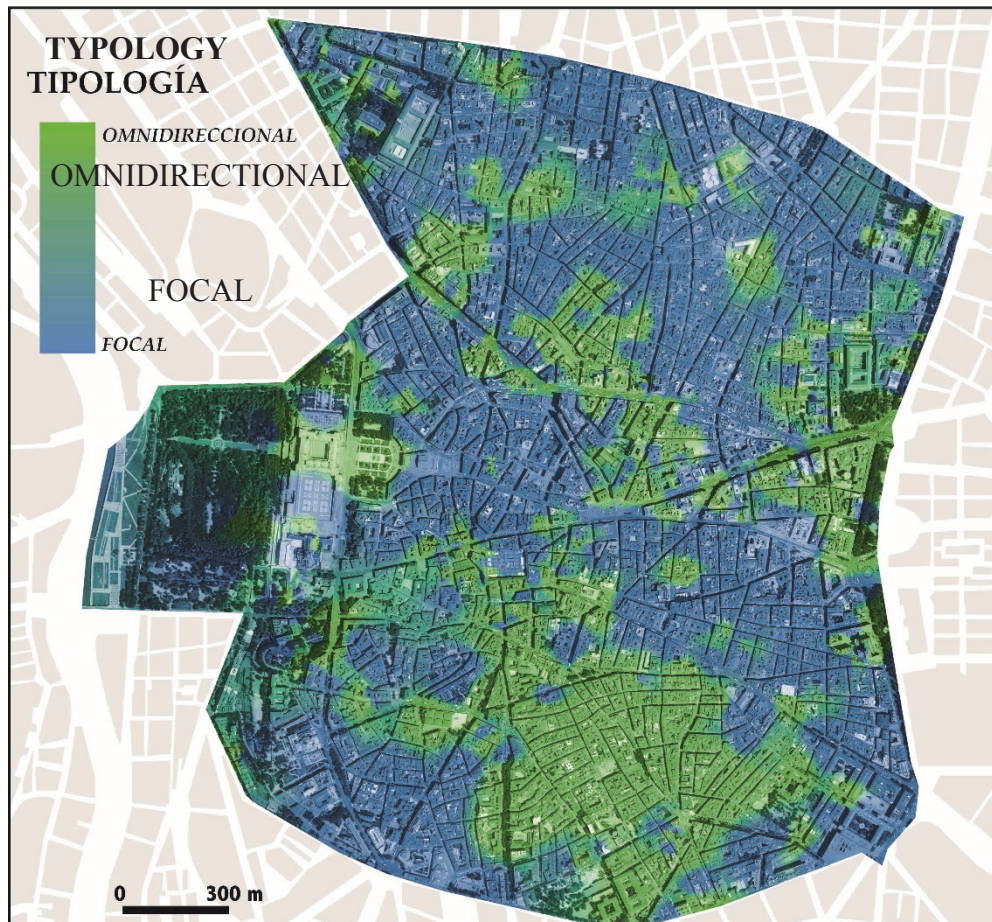 TYPOLOGY
TIPOLOGÍA
OMNIDIRECCIONAL
OMNIDIRECTIONAL
FOCAL
FOCAL
0 300 m